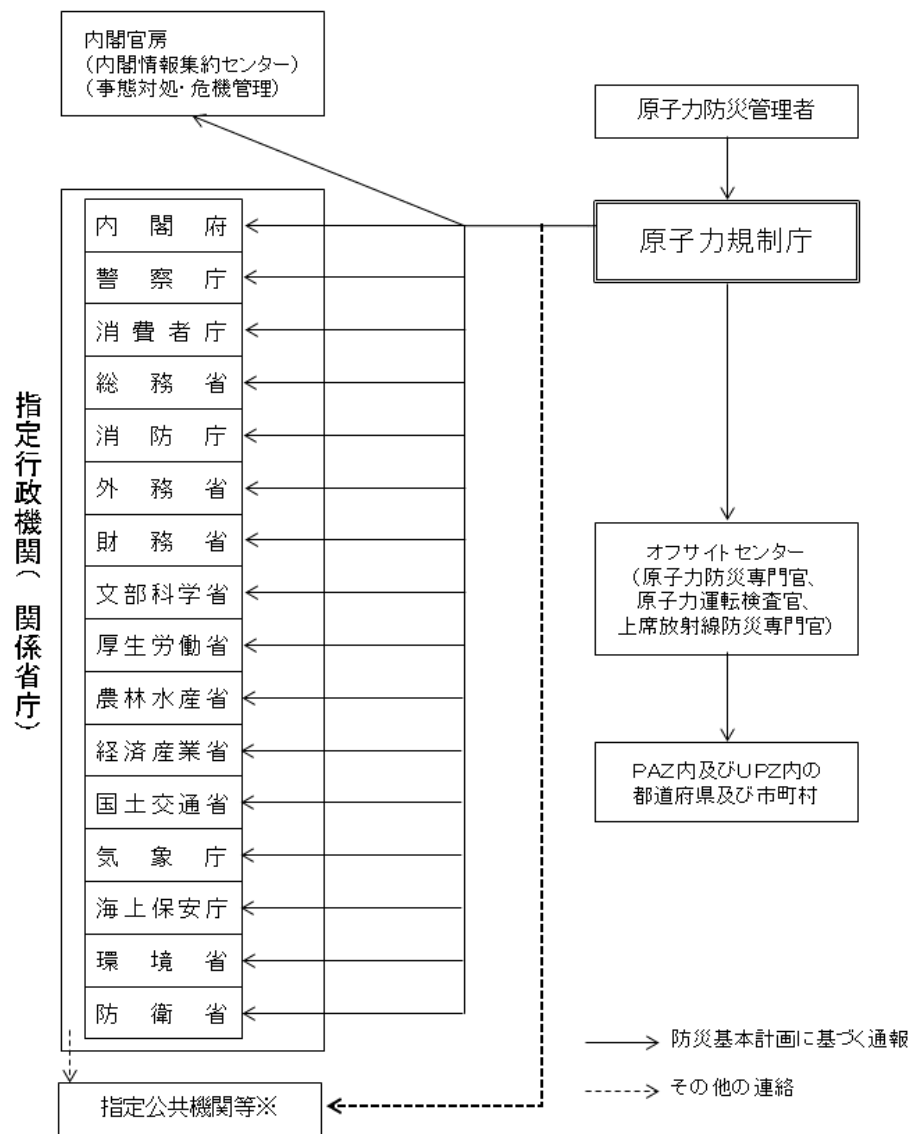 内閣官房
(内閣情報集約センター)
(事態対処・危機管理)
原子力防災管理者
原子力規制庁
指定行政機関(関係省庁)
内閣府
警察庁
消費者庁
総務省
消防庁
外務省
財務省
文部科学省
厚生労働省
農林水産省
経済産業省
国土交通省
気象庁
海上保安庁
環境省
防衛省
オフサイトセンター
(原子力防災専門官、
原子力運転検査官、
上席放射線防災専門官)
PAZ内及びUPZ内の
都道府県及び市町村
防災基本計画に基づく通報
その他の連絡
指定公共機関等※